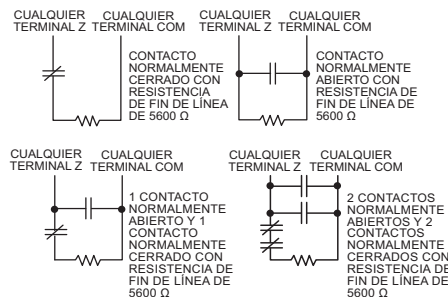 CUALQUIER
TERMINAL Z
CUALQUIER
TERMINAL COM
CONTACTO
NORMALMENTE
CERRADO CON
RESISTENCIA
DE FIN DE LÍNEA
DE 5600 Ω
CUALQUIER
TERMINAL Z
CUALQUIER
TERMINAL COM
CONTACTO
NORMALMENTE
ABIERTO CON
RESISTENCIA
DE FIN DE LÍNEA DE
5600 Ω
CUALQUIER
TERMINAL Z
CUALQUIER
TERMINAL COM
1 CONTACTO
NORMALMENTE
ABIERTO Y 1
CONTACTO
NORMALMENTE
CERRADO CON
RESISTENCIA DE
FIN DE LÍNEA DE
5600 Ω
CUALQUIER
TERMINAL Z
CUALQUIER
TERMINAL COM
2 CONTACTOS
NORMALMENTE
ABIERTOS Y 2
CONTACTOS
NORMALMENTE
CERRADOS CON
RESISTENCIA DE
FIN DE LÍNEA DE
5600 Ω